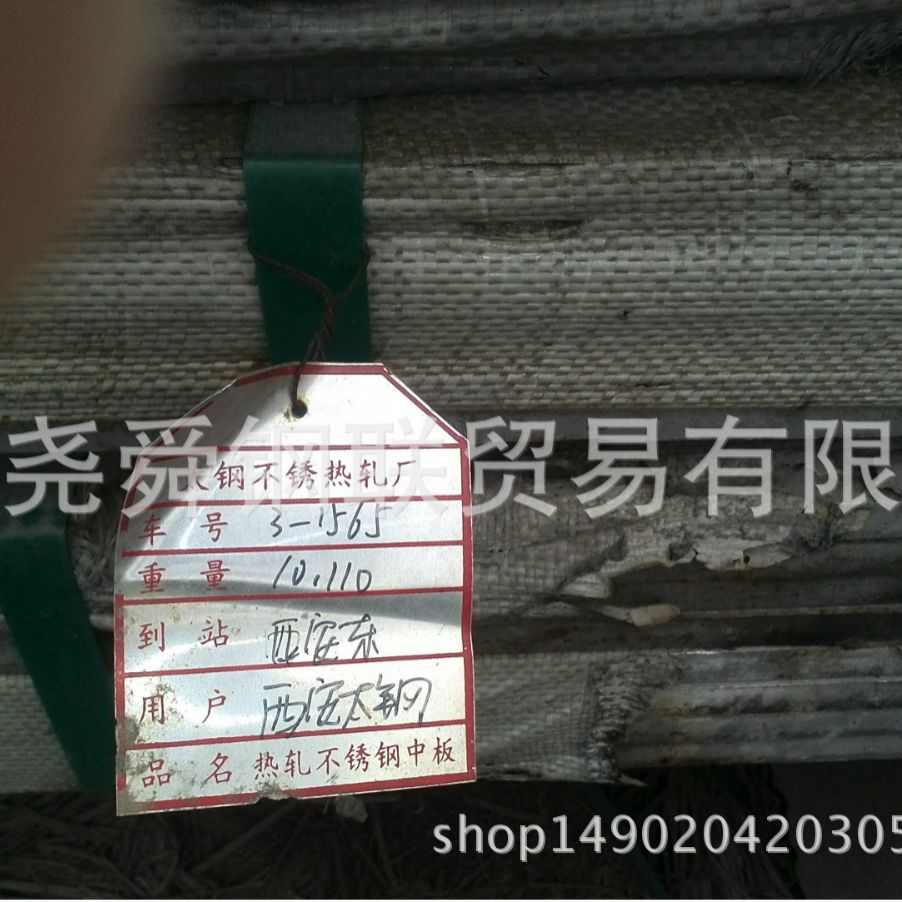 尧舜钢联贸易有限
太钢不锈热轧厂
车号 3-1565
重量 10.110
到站 西安东
用户 西安太钢
品名 热轧不锈钢中板
shop149020420305